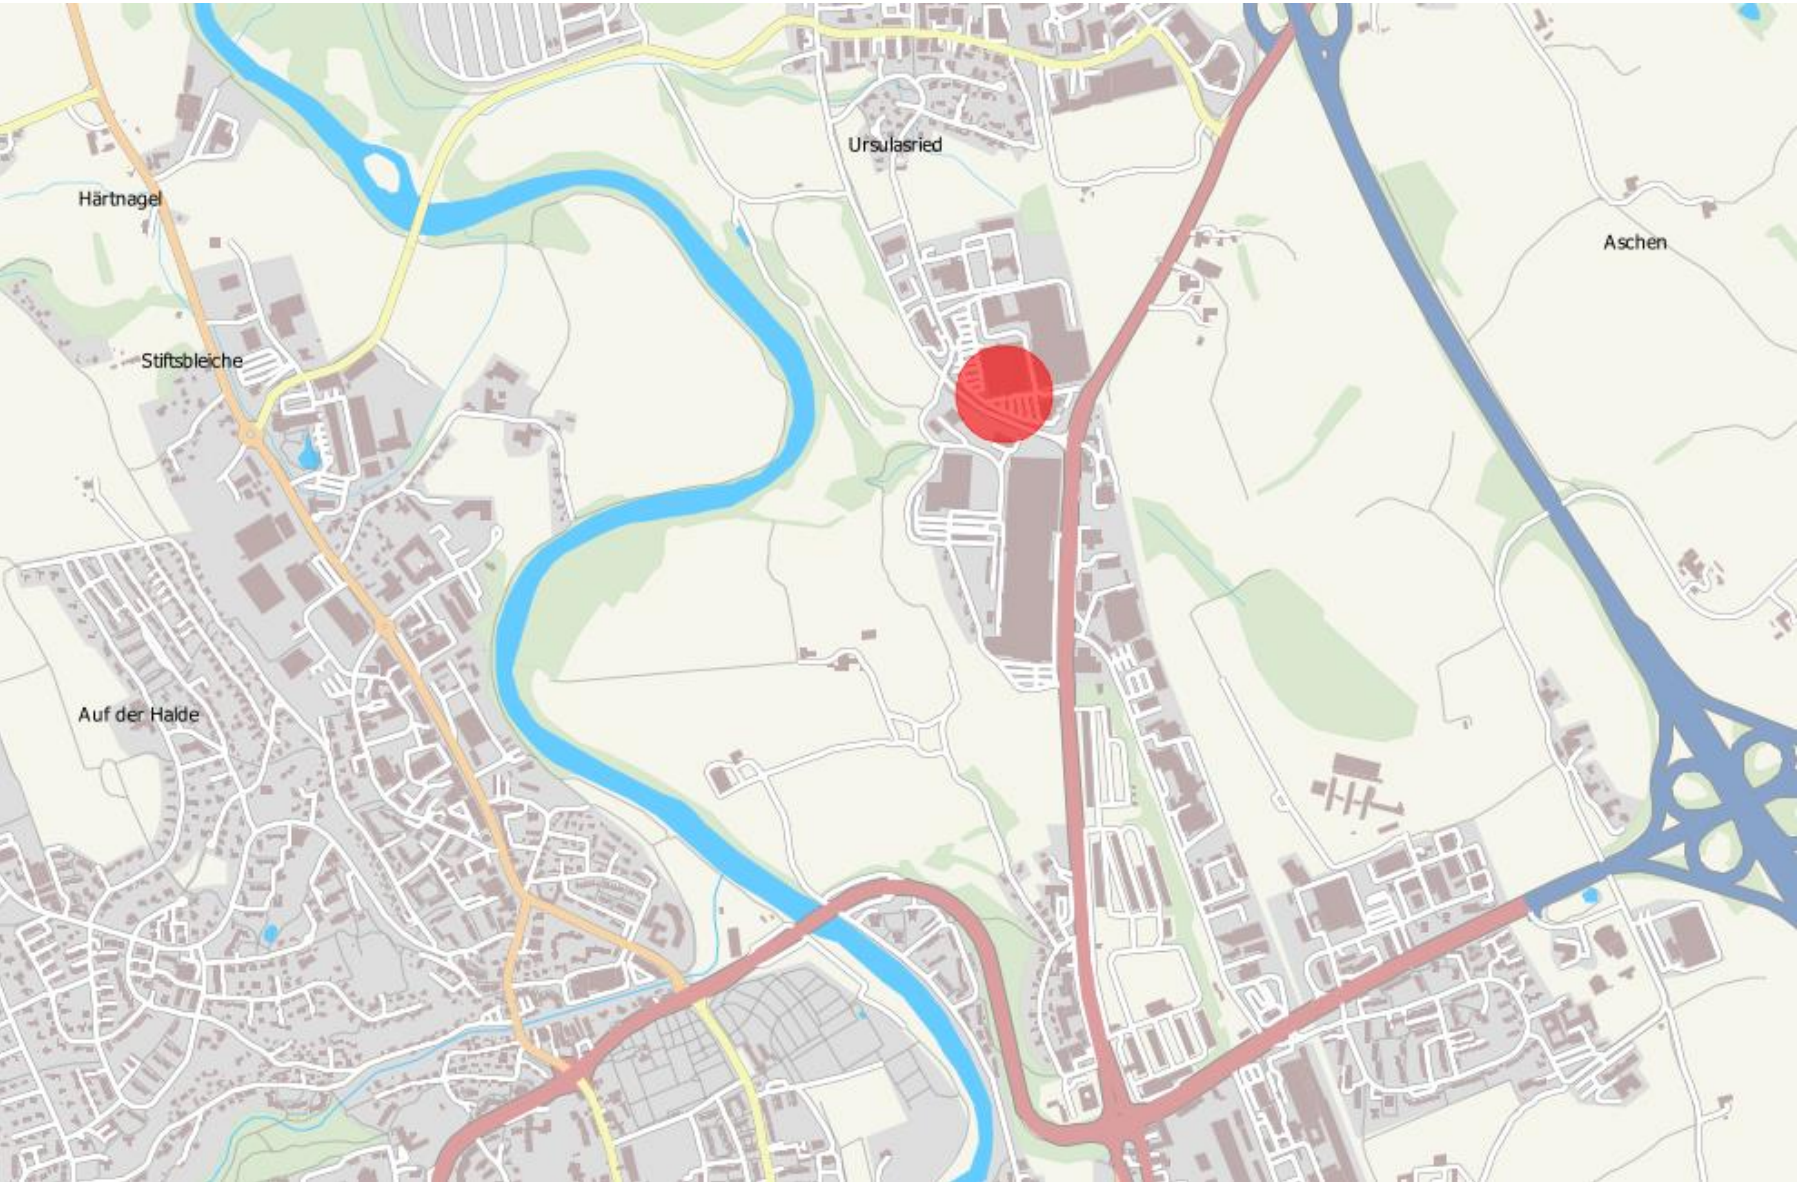 Ursulasried
Härtnagel
Aschen
Stiftsbleiche
Auf der Halde